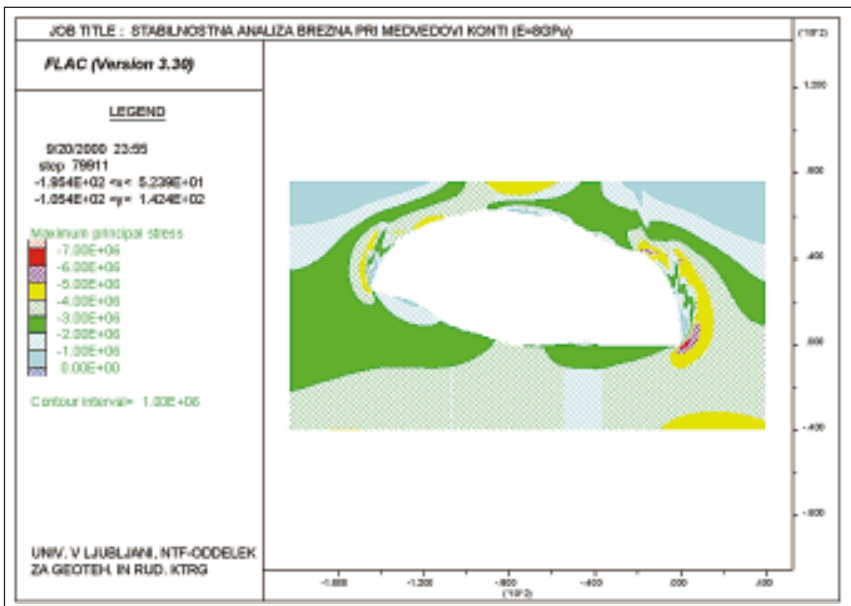 JOB TITLE : STABILNOSTNA ANALIZA BREZNA PRI MEDVEDOVI KONTI (E=8GPa)
(*10^2)
FLAC (Version 3.30)
LEGEND
9/20/2000 23:55
step 79911
-1.954E+02 <x< 5.239E+01
-1.054E+02 <y< 1.424E+02
Maximum principal stress
-7.00E+06
-6.00E+06
-5.00E+06
-4.00E+06
-3.00E+06
-2.00E+06
-1.00E+06
0.00E+00
Contour interval= 1.00E+06
UNIV. V LJUBLJANI, NTF-ODDELEK
ZA GEOTEH. IN RUD. KTRG
1.200
.800
.400
.000
-.400
-.800
-1.600
-1.200
-.800
-.400
.000
.400
(*10^2)